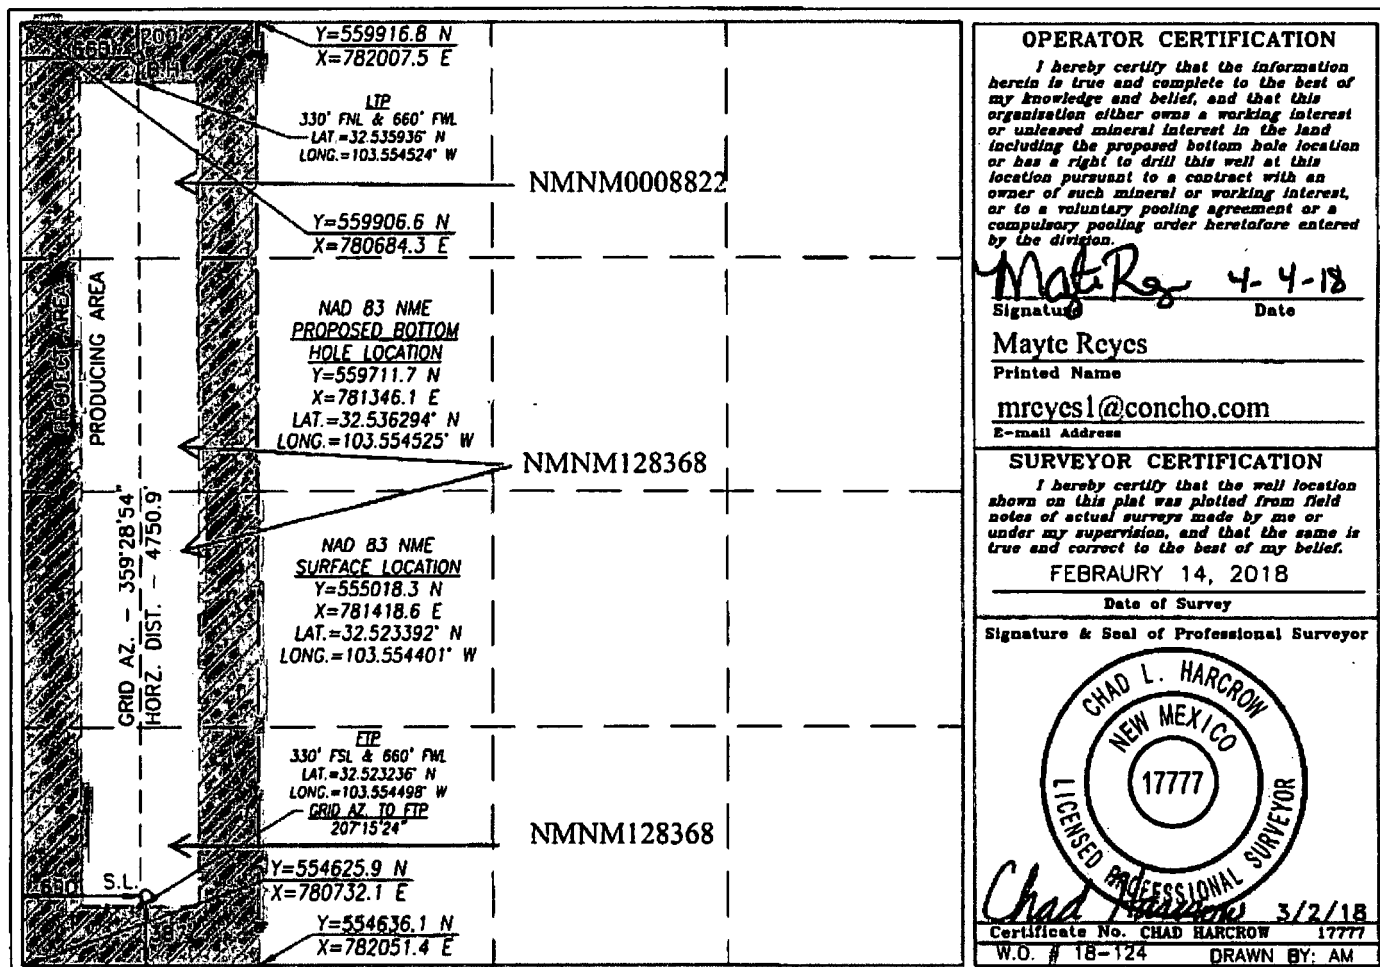 200'
B.H.
Y=559916.8 N
X=782007.5 E
LTP
330' FNL & 660' FWL
LAT.=32.535936° N
LONG.=103.554524° W
NMNM0008822
Y=559906.6 N
X=780684.3 E
PROJECT AREA
PRODUCING AREA
NAD 83 NME
PROPOSED BOTTOM
HOLE LOCATION
Y=559711.7 N
X=781346.1 E
LAT.=32.536294° N
LONG.=103.554525° W
NMNM128368
GRID AZ. - 359°28'54"
HORZ. DIST. - 4750.9'
NAD 83 NME
SURFACE LOCATION
Y=555018.3 N
X=781418.6 E
LAT.=32.523392° N
LONG.=103.554401° W
FTP
330' FSL & 660' FWL
LAT.=32.523236° N
LONG.=103.554498° W
GRID AZ. TO FTP
207°15'24"
NMNM128368
S.L.
Y=554625.9 N
X=780732.1 E
Y=554636.1 N
X=782051.4 E
OPERATOR CERTIFICATION
I hereby certify that the information
herein is true and complete to the best of
my knowledge and belief, and that this
organisation either owns a working interest
or unleased mineral interest in the land
including the proposed bottom hole location
or has a right to drill this well at this
location pursuant to a contract with an
owner of such mineral or working interest,
or to a voluntary pooling agreement or a
compulsory pooling order heretofore entered
by the division.
4-4-18
Signature Date
Mayte Reyes
Printed Name
mreyes1@concho.com
E-mail Address
SURVEYOR CERTIFICATION
I hereby certify that the well location
shown on this plat was plotted from field
notes of actual surveys made by me or
under my supervision, and that the same is
true and correct to the best of my belief.
FEBRAURY 14, 2018
Date of Survey
Signature & Seal of Professional Surveyor
CHAD L. HARCROW
NEW MEXICO
17777
LICENSED PROFESSIONAL SURVEYOR
Chad Harcrow 3/2/18
Certificate No. CHAD HARCROW 17777
W.O. # 18-124 DRAWN BY: AM